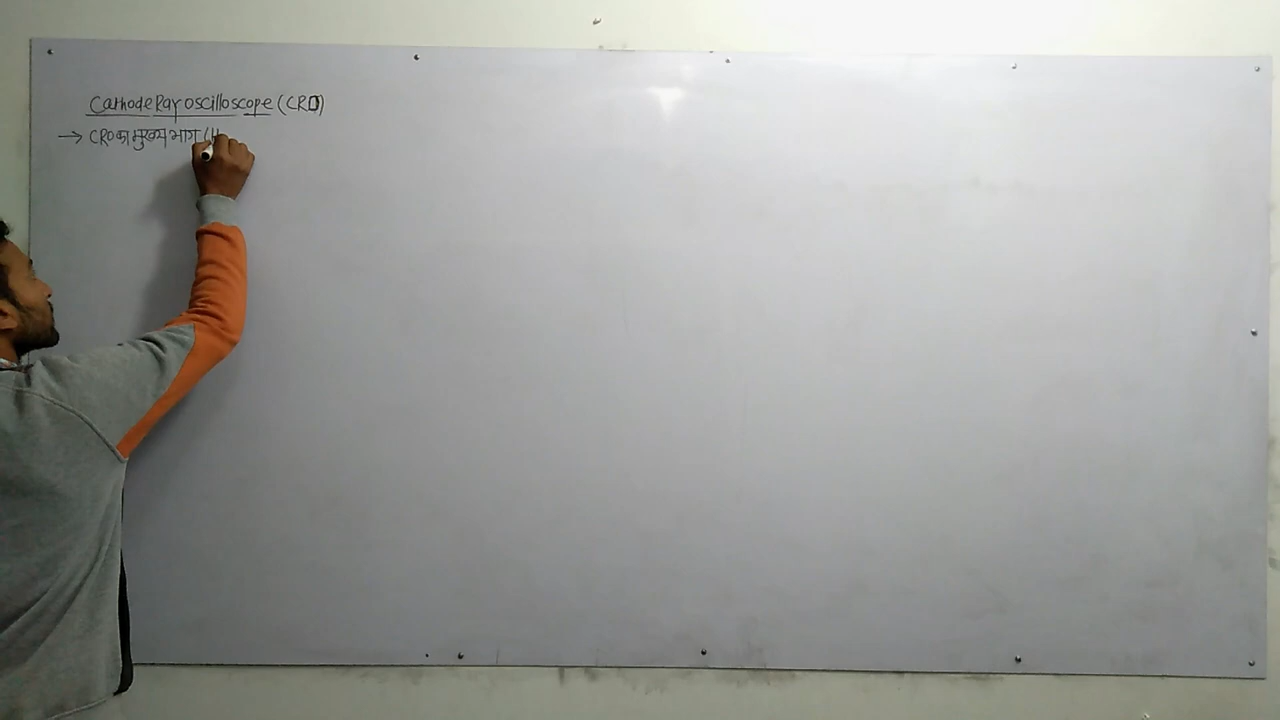 Cathode Ray oscilloscope (CRO)
→ CRO का मुख्य भाग (